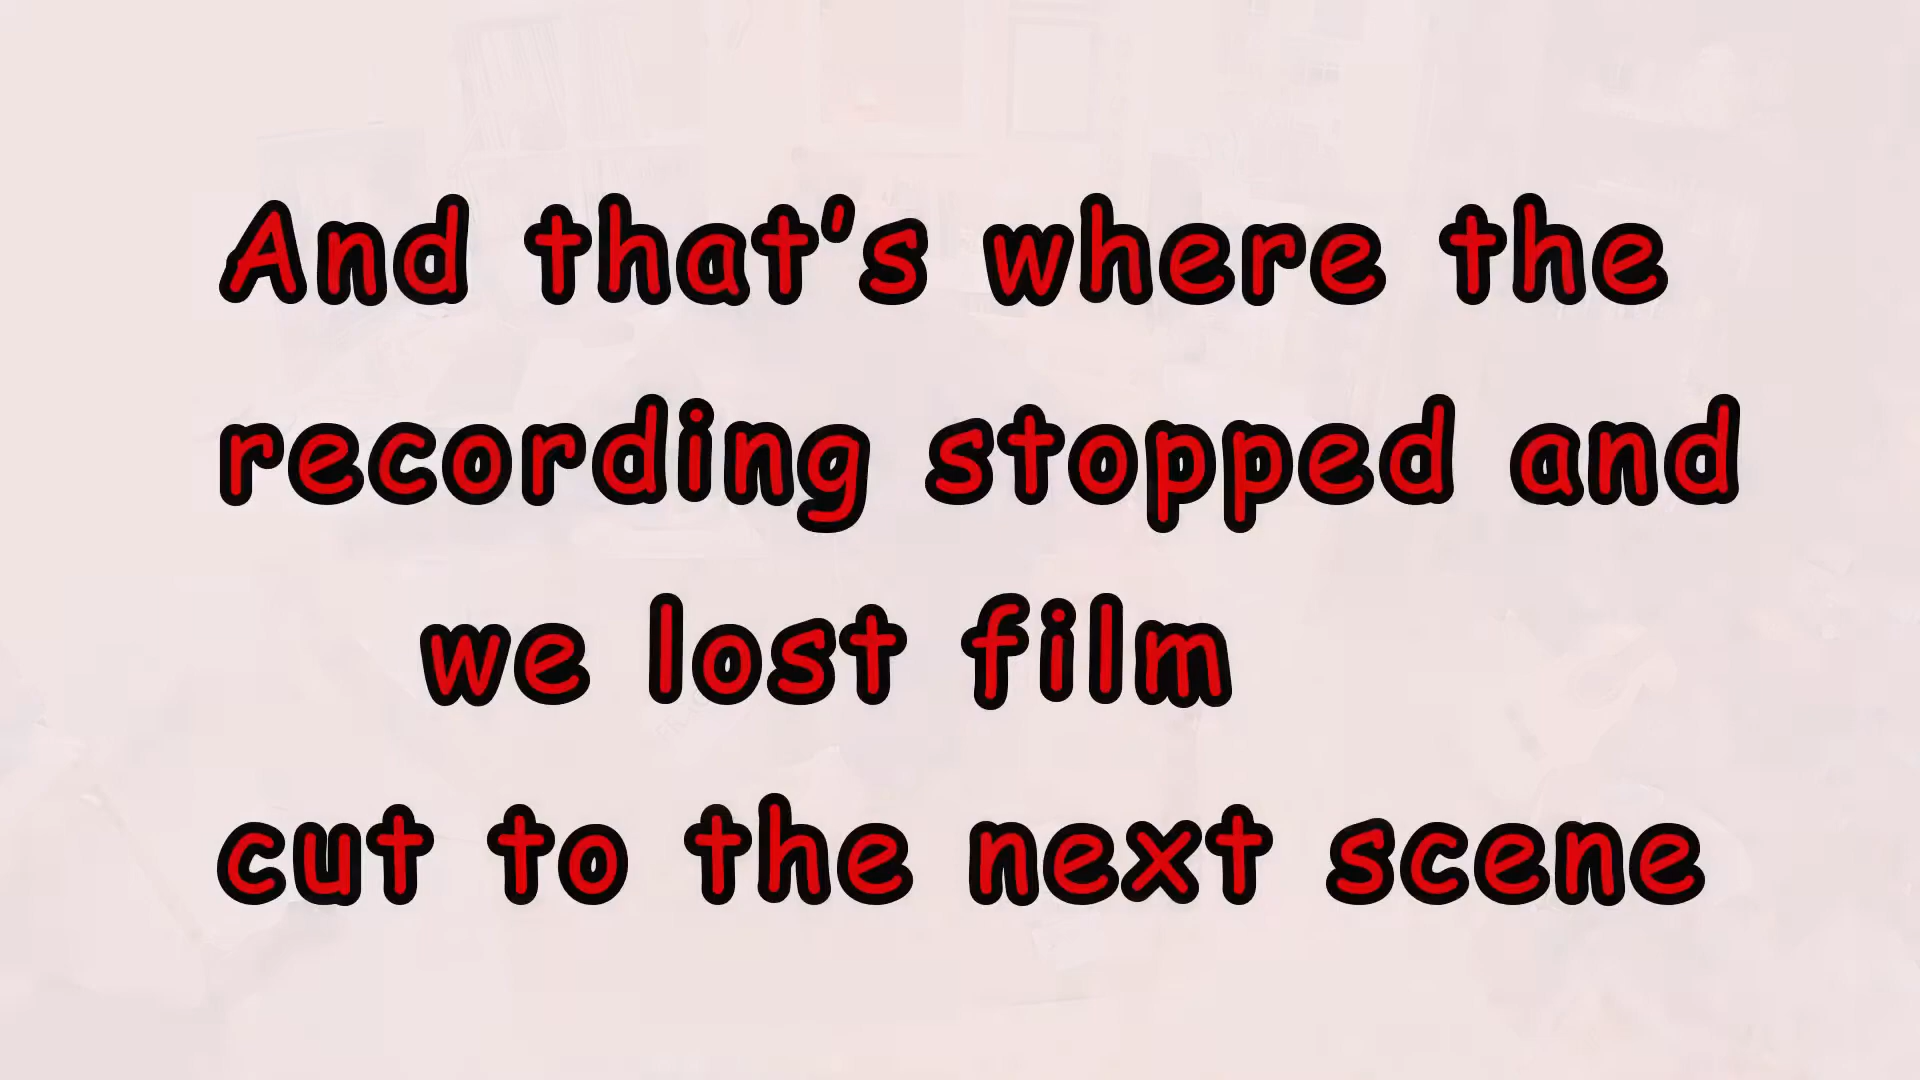 And that's where the
recording stopped and
we lost film
cut to the next scene